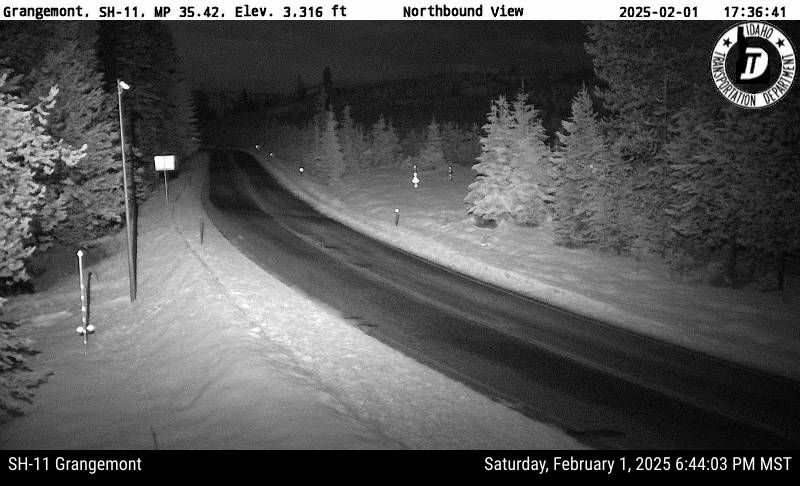 Grangemont, SH-11, MP 35.42, Elev. 3,316 ft Northbound View 2025-02-01 17:36:41
IDAHO
TRANSPORTATION DEPARTMENT
SH-11 Grangemont Saturday, February 1, 2025 6:44:03 PM MST